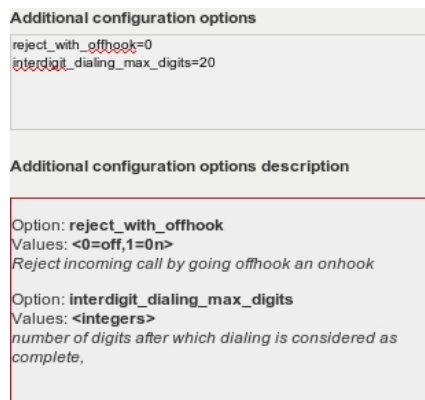 Additional configuration options
reject_with_offhook=0
interdigit_dialing_max_digits=20
Additional configuration options description
Option: reject_with_offhook
Values: <0=off,1=0n>
Reject incoming call by going offhook an onhook
Option: interdigit_dialing_max_digits
Values: <integers>
number of digits after which dialing is considered as
complete,